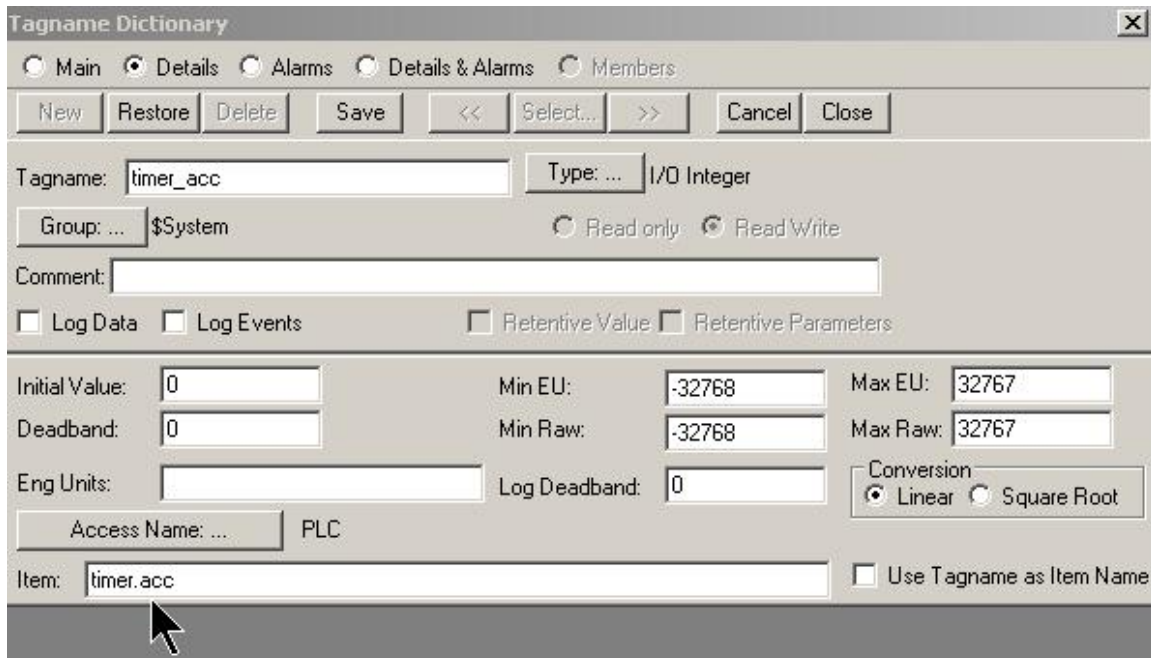 Tagname Dictionary
Main Details Alarms Details & Alarms Members
New Restore Delete Save << Select... >> Cancel Close
Tagname: timer_acc Type: ... I/O Integer
Group: ... $System Read only Read Write
Comment:
Log Data Log Events Retentive Value Retentive Parameters
Initial Value: 0 Min EU: -32768 Max EU: 32767
Deadband: 0 Min Raw: -32768 Max Raw: 32767
Eng Units: Log Deadband: 0 Conversion
Linear Square Root
Access Name: ... PLC
Item: timer.acc Use Tagname as Item Name